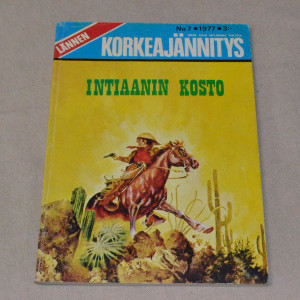 LÄNNEN
No 7 ★ 1977 ★ 3:-
KORKEAJÄNNITYS
INTIAANIN KOSTO